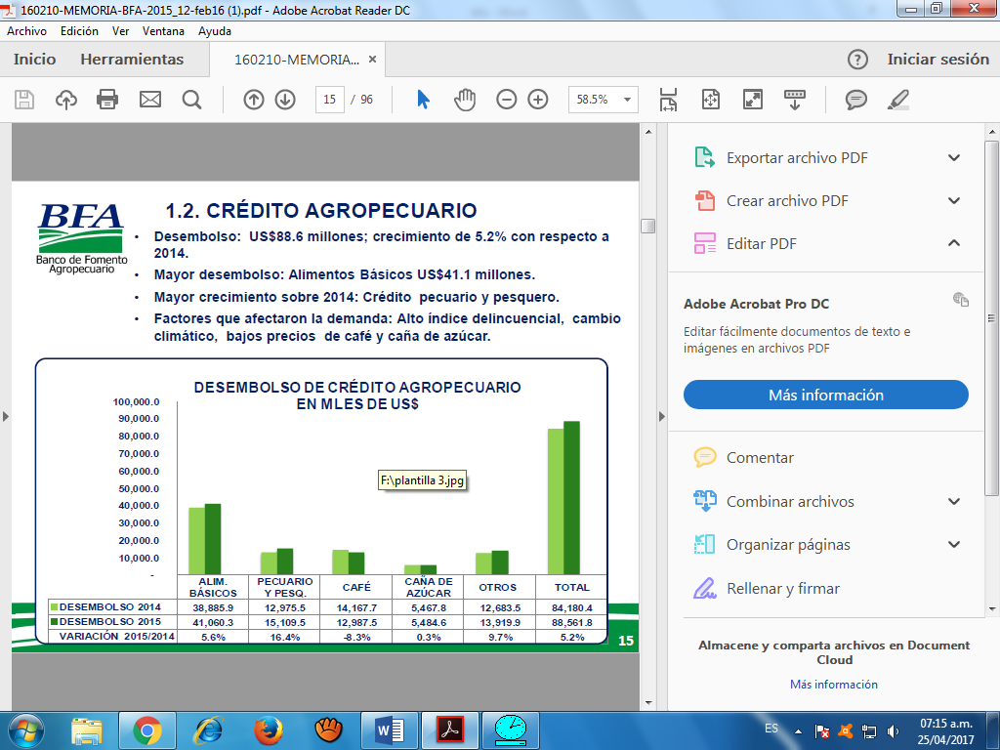 160210-MEMORIA-BFA-2015_12-feb16 (1).pdf - Adobe Acrobat Reader DC
Archivo Edición Ver Ventana Ayuda
Inicio Herramientas 160210-MEMORIA... × Iniciar sesión
15 / 96 58.5%
BFA
Banco de Fomento
Agropecuario
1.2. CRÉDITO AGROPECUARIO
• Desembolso: US$88.6 millones; crecimiento de 5.2% con respecto a
2014.
• Mayor desembolso: Alimentos Básicos US$41.1 millones.
• Mayor crecimiento sobre 2014: Crédito pecuario y pesquero.
• Factores que afectaron la demanda: Alto índice delincuencial, cambio
climático, bajos precios de café y caña de azúcar.
DESEMBOLSO DE CRÉDITO AGROPECUARIO
EN MLES DE US$
100,000.0
90,000.0
80,000.0
70,000.0
60,000.0
50,000.0
40,000.0
30,000.0
20,000.0
10,000.0
-
F:\plantilla 3.jpg
ALIM. BÁSICOS PECUARIO Y PESQ. CAFÉ CAÑA DE AZÚCAR OTROS TOTAL
DESEMBOLSO 2014 38,885.9 12,975.5 14,167.7 5,467.8 12,683.5 84,180.4
DESEMBOLSO 2015 41,060.3 15,109.5 12,987.5 5,484.6 13,919.9 88,561.8
VARIACIÓN 2015/2014 5.6% 16.4% -8.3% 0.3% 9.7% 5.2%
15
Exportar archivo PDF
Crear archivo PDF
Editar PDF
Adobe Acrobat Pro DC
Editar fácilmente documentos de texto e
imágenes en archivos PDF
Más información
Comentar
Combinar archivos
Organizar páginas
Rellenar y firmar
Almacene y comparta archivos en Document
Cloud
Más información
ES
07:15 a.m.
25/04/2017